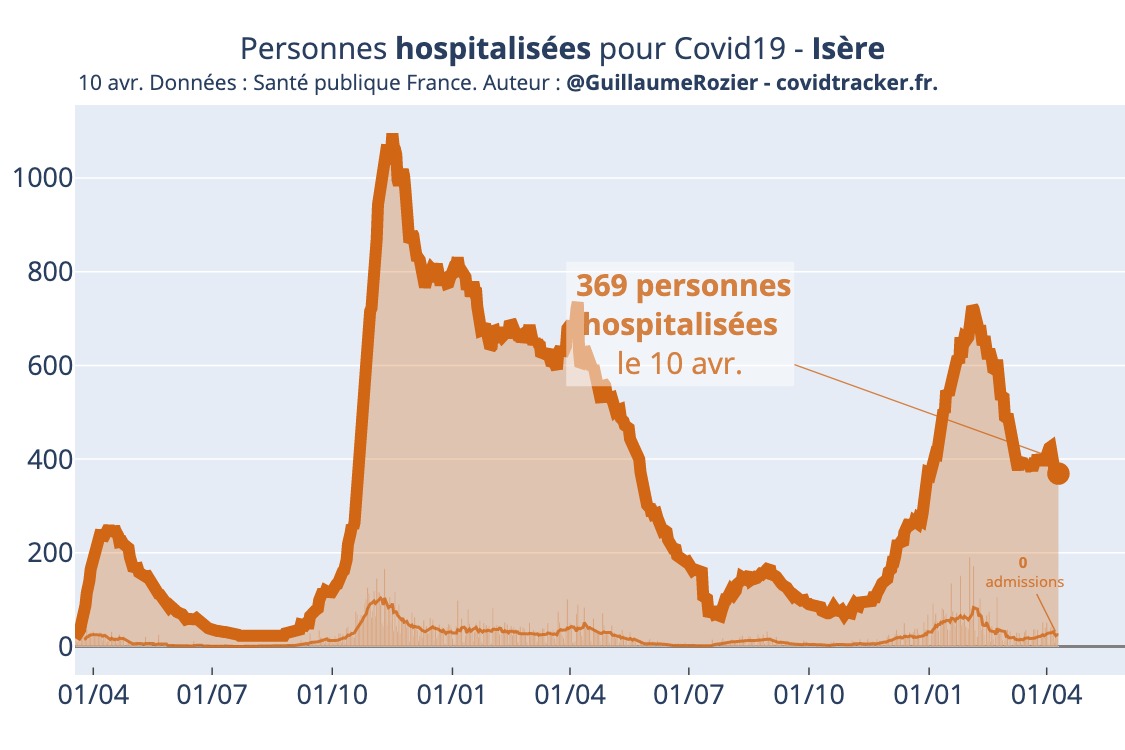 Personnes hospitalisées pour Covid19 - Isère
10 avr. Données : Santé publique France. Auteur : @GuillaumeRozier - covidtracker.fr.
1000
800
600
400
200
0
369 personnes
hospitalisées
le 10 avr.
0
admissions
01/04
01/07
01/10
01/01
01/04
01/07
01/10
01/01
01/04